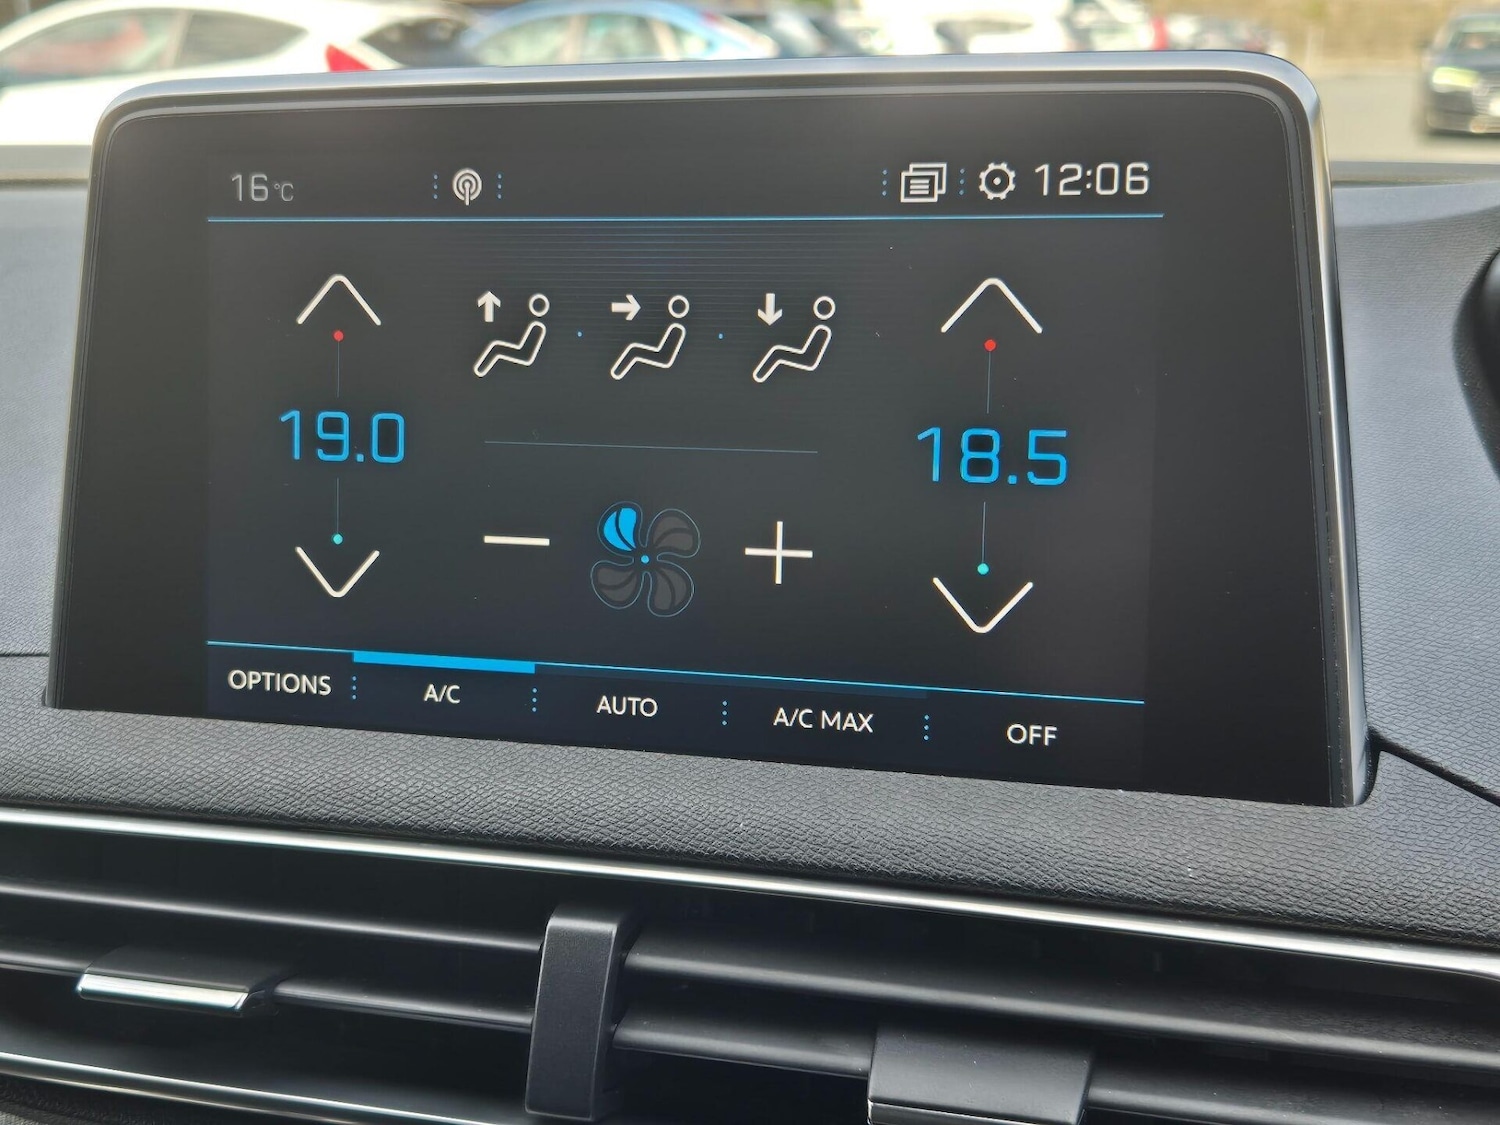 16°C
12:06
19.0
18.5
OPTIONS
A/C
AUTO
A/C MAX
OFF